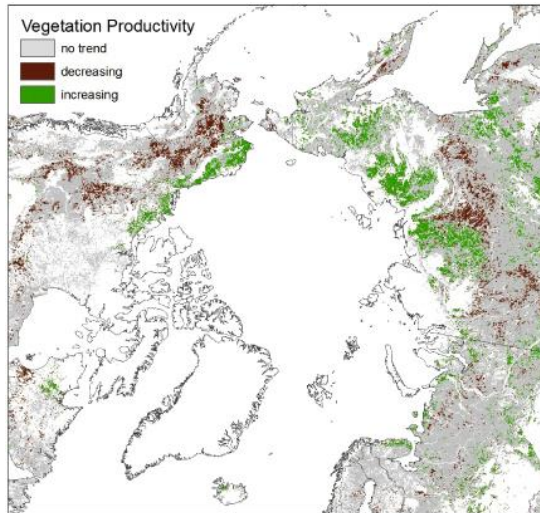 Vegetation Productivity
no trend
decreasing
increasing